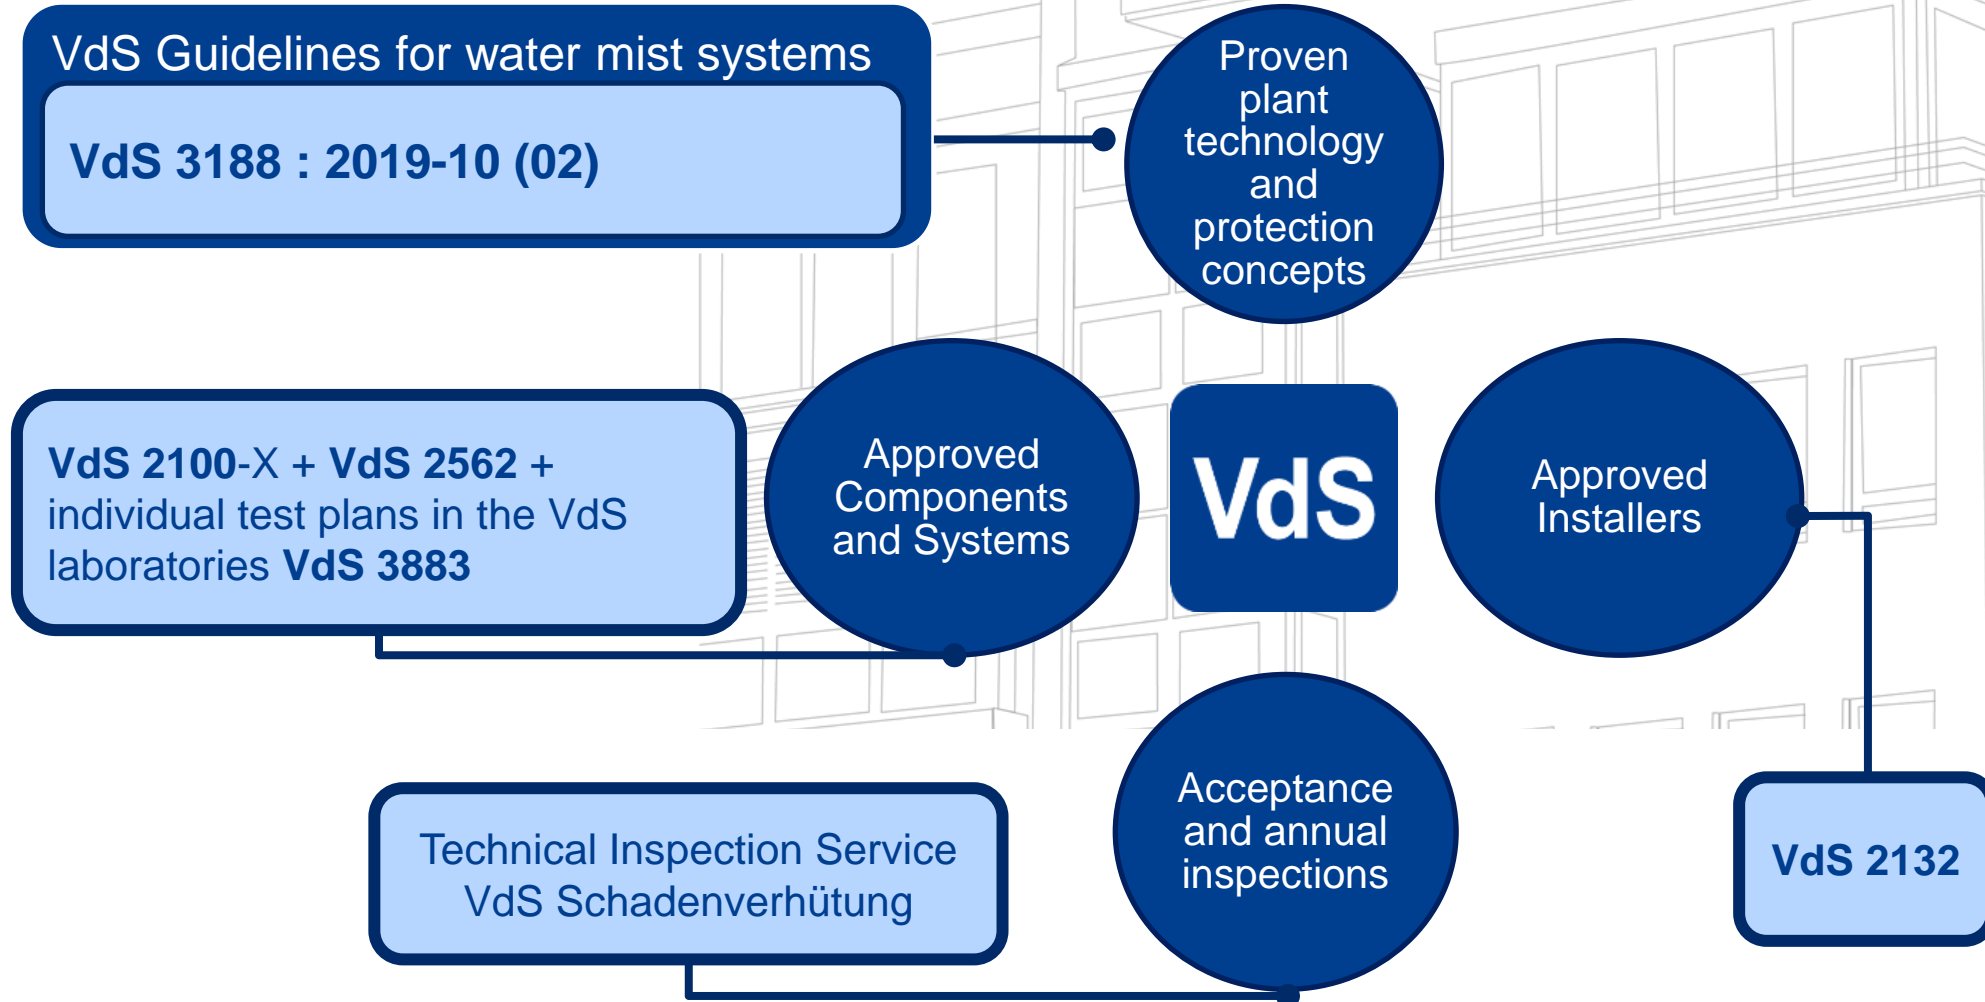 VdS Guidelines for water mist systems
VdS 3188 : 2019-10 (02)
Proven
plant
technology
and
protection
concepts
VdS 2100-X + VdS 2562 +
individual test plans in the VdS
laboratories VdS 3883
Approved
Components
and Systems
VdS
Approved
Installers
Technical Inspection Service
VdS Schadenverhütung
Acceptance
and annual
inspections
VdS 2132